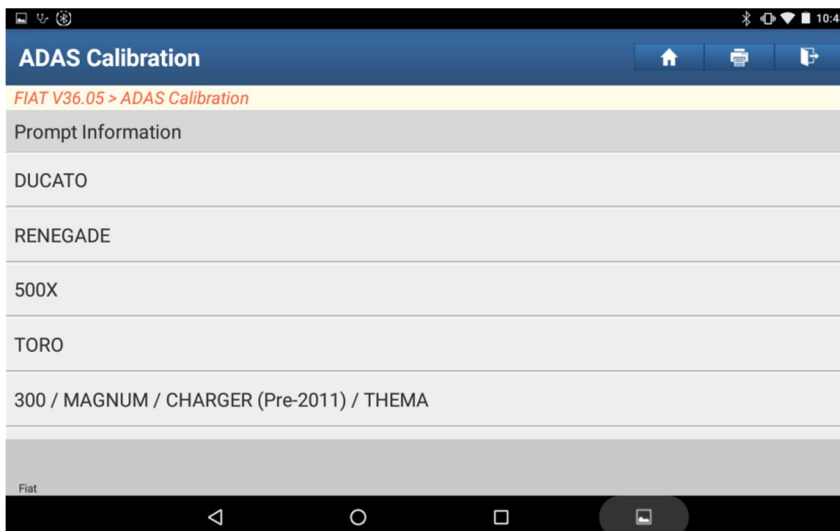 10:4
ADAS Calibration
FIAT V36.05 > ADAS Calibration
Prompt Information
DUCATO
RENEGADE
500X
TORO
300 / MAGNUM / CHARGER (Pre-2011) / THEMA
Fiat